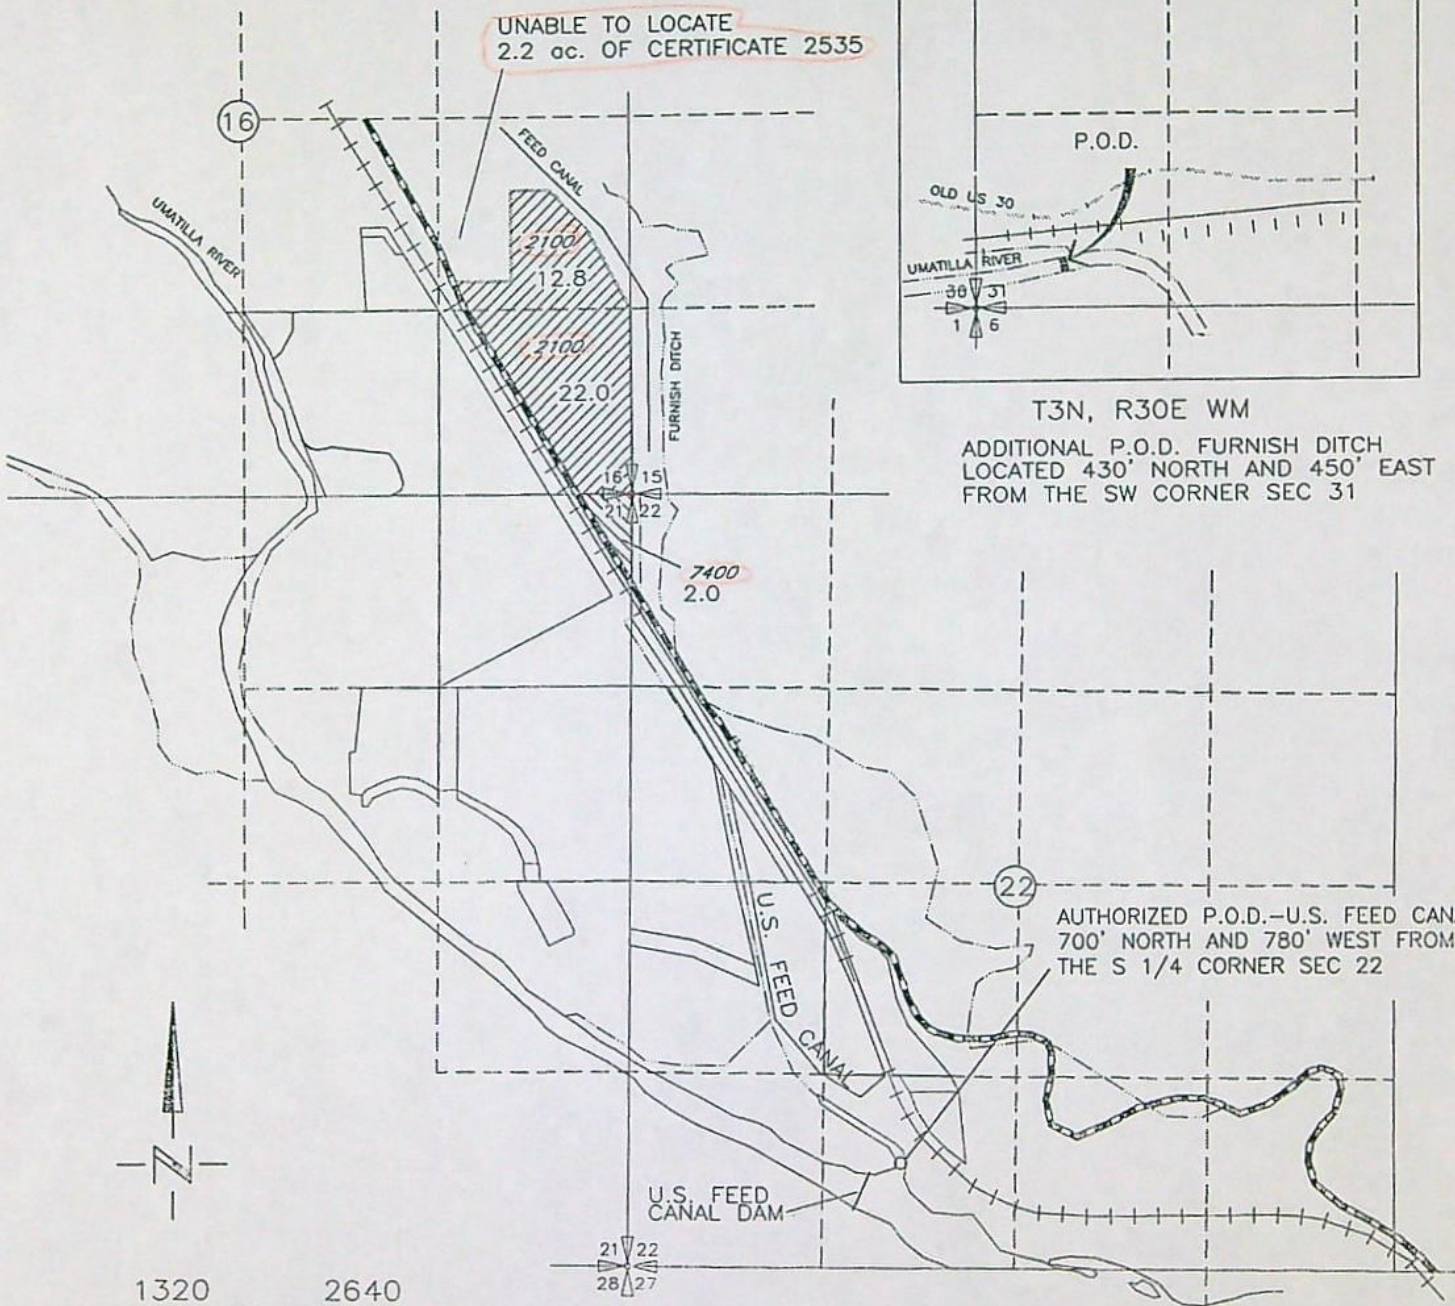 UNABLE TO LOCATE
2.2 ac. OF CERTIFICATE 2535
16
FEED CANAL
UMATILLA RIVER
2100
12.8
2100
22.0
FURNISH DITCH
16 15
21 22
7400
2.0
P.O.D.
OLD US 30
UMATILLA RIVER
31
1 6
T3N, R30E WM
ADDITIONAL P.O.D. FURNISH DITCH
LOCATED 430' NORTH AND 450' EAST
FROM THE SW CORNER SEC 31
22
AUTHORIZED P.O.D.-U.S. FEED CAN
700' NORTH AND 780' WEST FROM
THE S 1/4 CORNER SEC 22
U.S. FEED CANAL
N
U.S. FEED
CANAL DAM
21 22
28 27
1320 2640